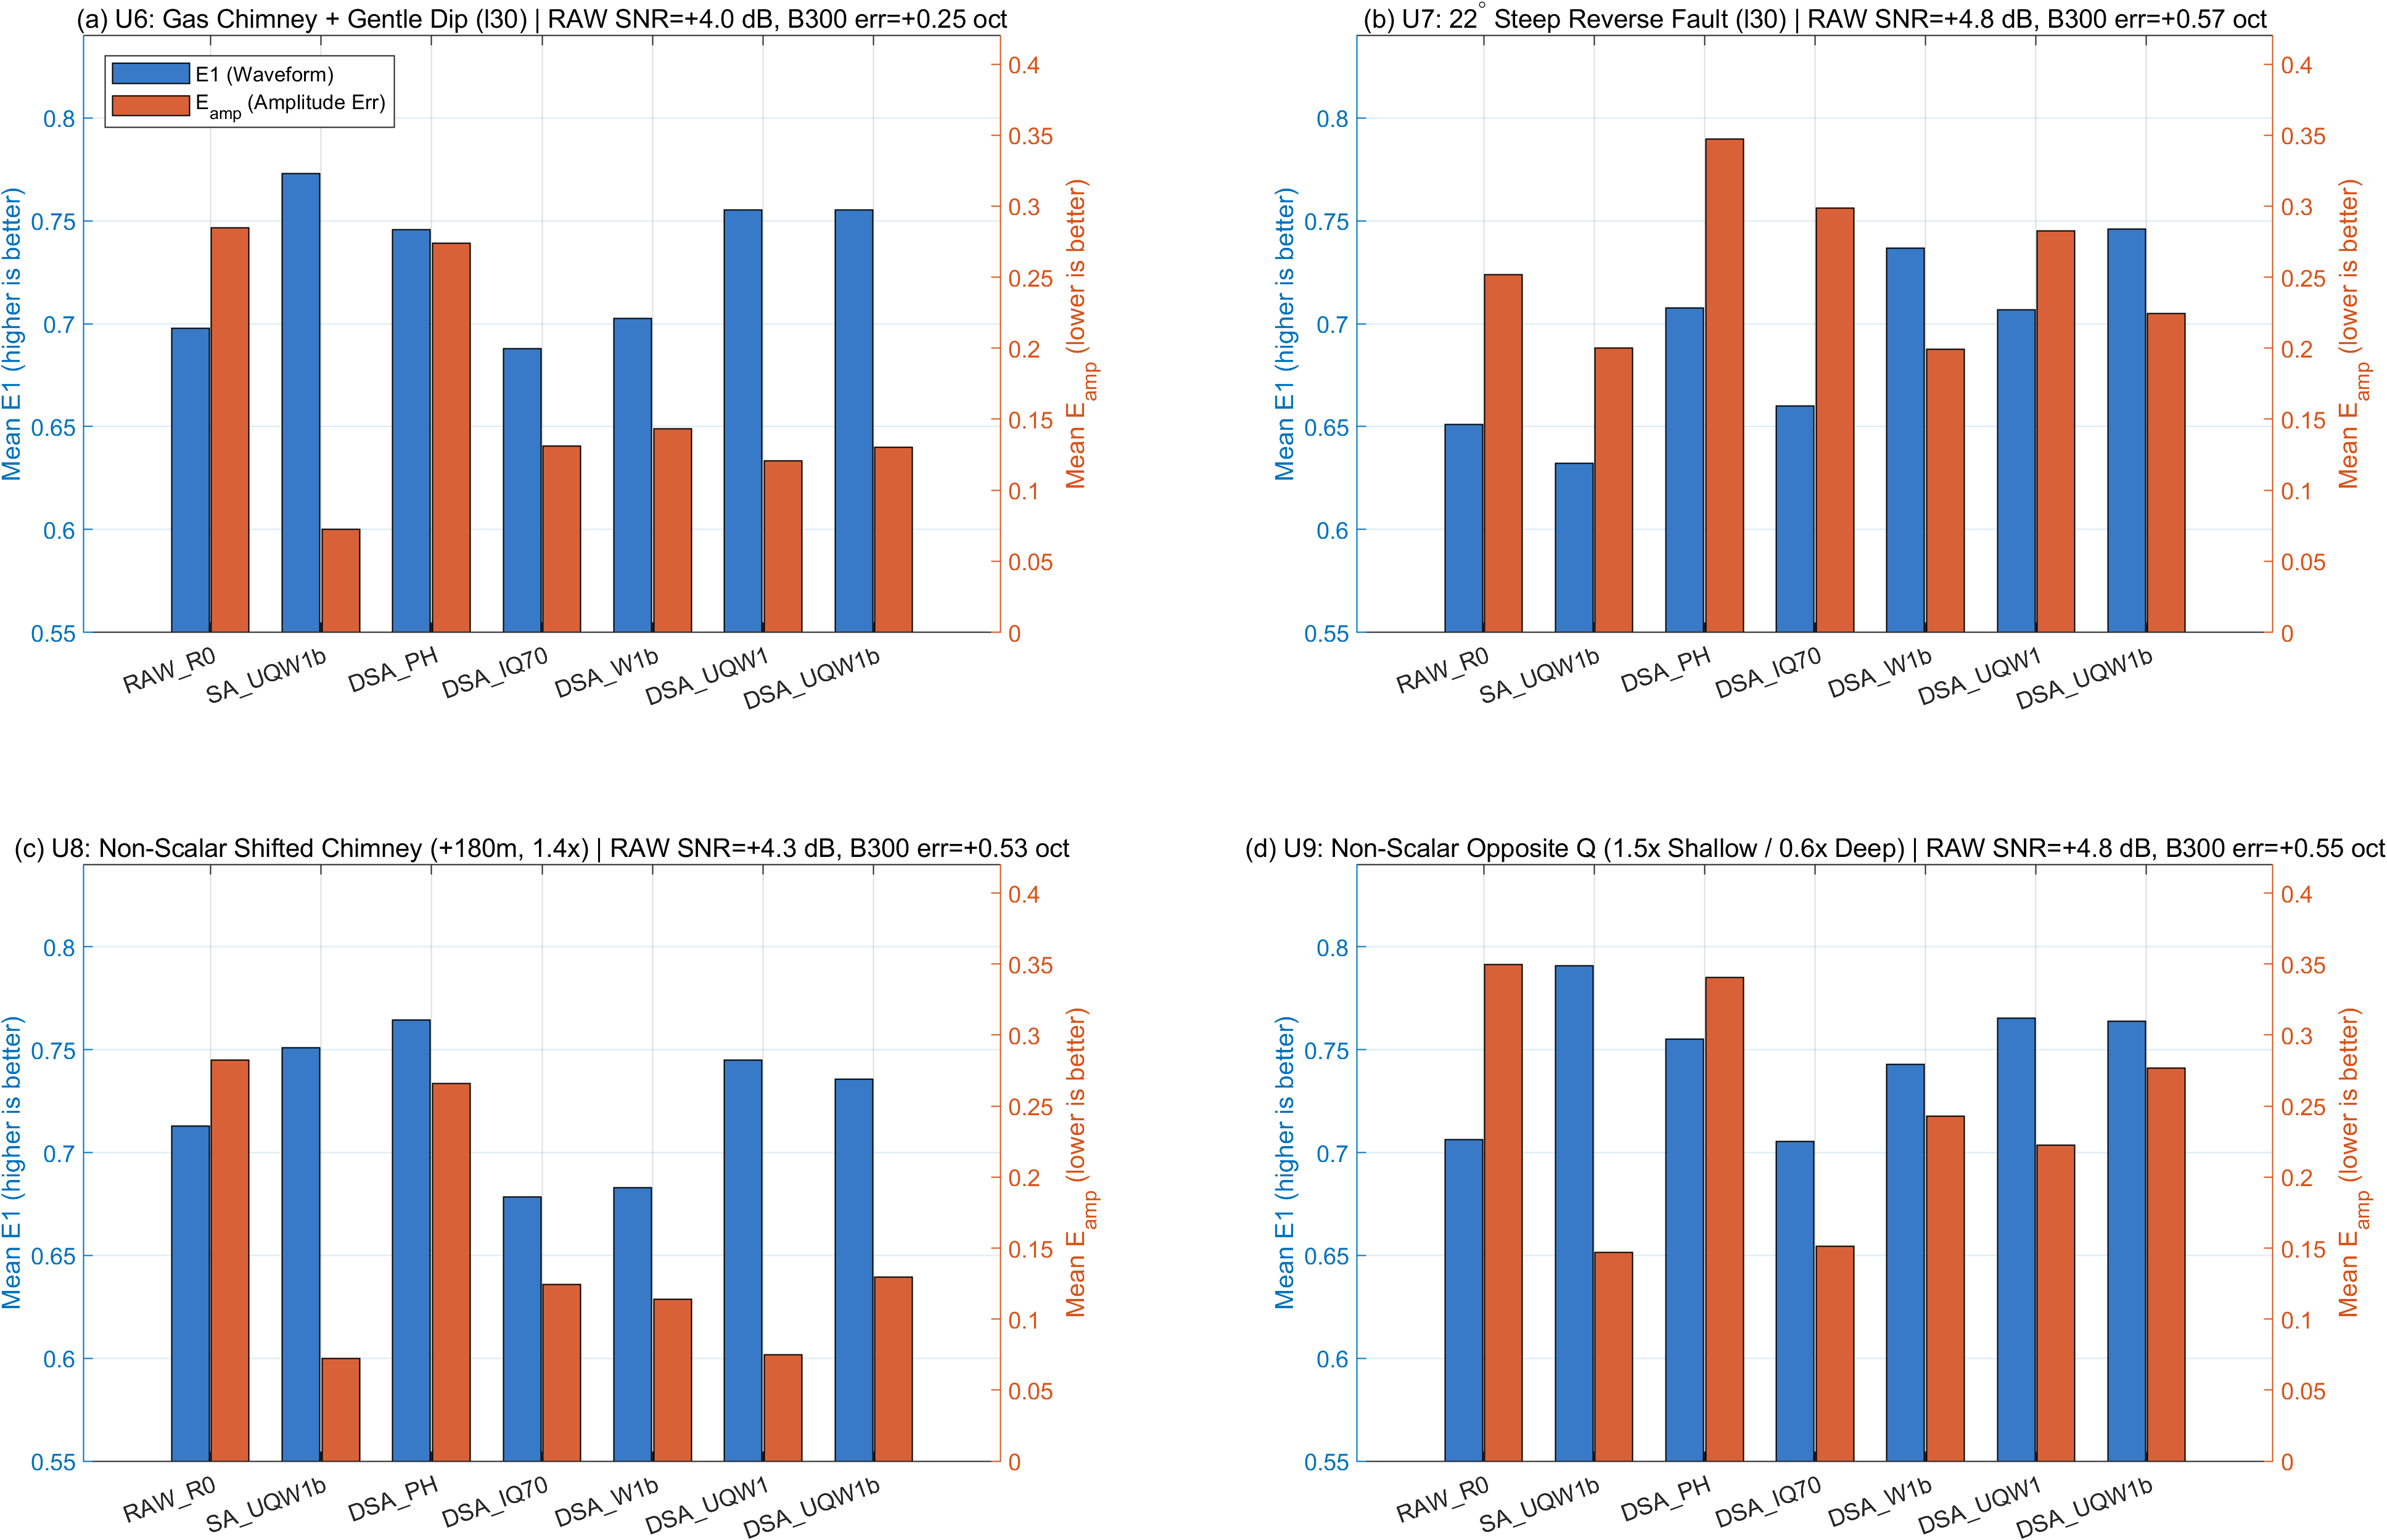 (a) U6: Gas Chimney + Gentle Dip (I30) | RAW SNR=+4.0 dB, B300 err=+0.25 oct
E1 (Waveform)
E_amp (Amplitude Err)
Mean E1 (higher is better)
0.8
0.75
0.7
0.65
0.6
0.55
0.4
0.35
0.3
0.25
0.2
0.15
0.1
0.05
0
Mean E_amp (lower is better)
RAW_R0
SA_UQW1b
DSA_PH
DSA_IQ70
DSA_W1b
DSA_UQW1
DSA_UQW1b
(b) U7: 22° Steep Reverse Fault (I30) | RAW SNR=+4.8 dB, B300 err=+0.57 oct
Mean E1 (higher is better)
0.8
0.75
0.7
0.65
0.6
0.55
0.4
0.35
0.3
0.25
0.2
0.15
0.1
0.05
0
Mean E_amp (lower is better)
RAW_R0
SA_UQW1b
DSA_PH
DSA_IQ70
DSA_W1b
DSA_UQW1
DSA_UQW1b
(c) U8: Non-Scalar Shifted Chimney (+180m, 1.4x) | RAW SNR=+4.3 dB, B300 err=+0.53 oct
Mean E1 (higher is better)
0.8
0.75
0.7
0.65
0.6
0.55
0.4
0.35
0.3
0.25
0.2
0.15
0.1
0.05
0
Mean E_amp (lower is better)
RAW_R0
SA_UQW1b
DSA_PH
DSA_IQ70
DSA_W1b
DSA_UQW1
DSA_UQW1b
(d) U9: Non-Scalar Opposite Q (1.5x Shallow / 0.6x Deep) | RAW SNR=+4.8 dB, B300 err=+0.55 oct
Mean E1 (higher is better)
0.8
0.75
0.7
0.65
0.6
0.55
0.4
0.35
0.3
0.25
0.2
0.15
0.1
0.05
0
Mean E_amp (lower is better)
RAW_R0
SA_UQW1b
DSA_PH
DSA_IQ70
DSA_W1b
DSA_UQW1
DSA_UQW1b